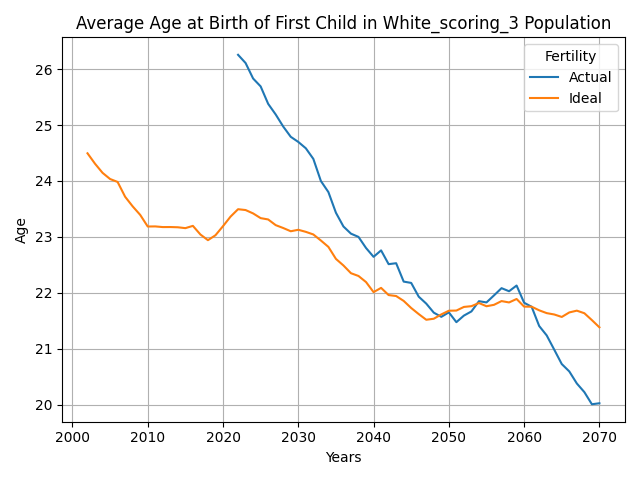 Average Age at Birth of First Child in White_scoring_3 Population
Fertility
Actual
Ideal
Age
26
25
24
23
22
21
20
2000
2010
2020
2030
2040
2050
2060
2070
Years